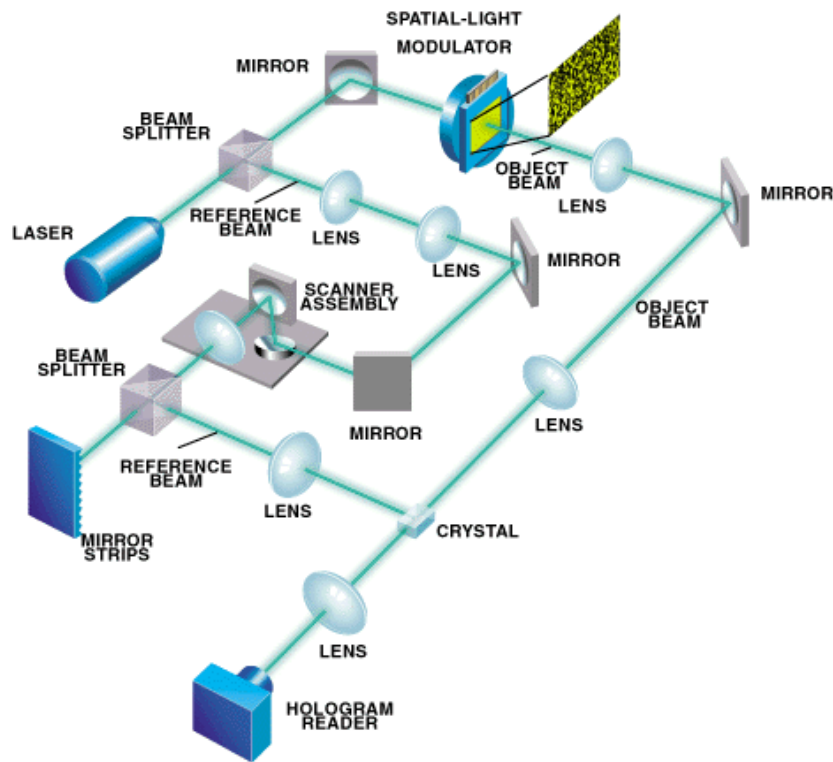 SPATIAL-LIGHT
MODULATOR
MIRROR
BEAM
SPLITTER
OBJECT
BEAM
LENS
MIRROR
REFERENCE
BEAM
LENS
LASER
LENS
MIRROR
SCANNER
ASSEMBLY
OBJECT
BEAM
BEAM
SPLITTER
MIRROR
LENS
REFERENCE
BEAM
LENS
CRYSTAL
MIRROR
STRIPS
LENS
HOLOGRAM
READER